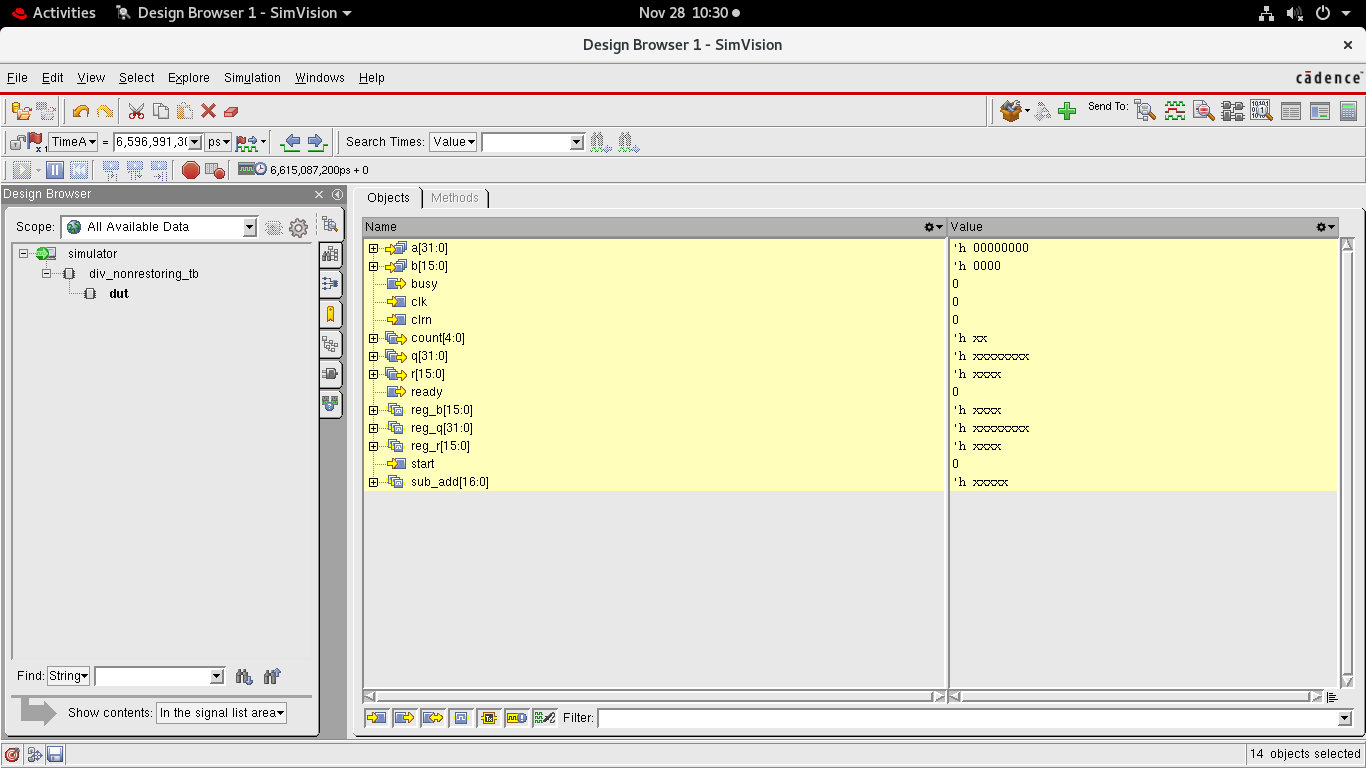 Activities Design Browser 1 - SimVision Nov 28 10:30
Design Browser 1 - SimVision
File Edit View Select Explore Simulation Windows Help cādence
Send To:
TimeA = 6,596,991,30 ps Search Times: Value
6,615,087,200ps + 0
Design Browser
Objects Methods
Scope: All Available Data
Name Value
simulator
div_nonrestoring_tb
dut
a[31:0] 'h 00000000
b[15:0] 'h 0000
busy 0
clk 0
clrn 0
count[4:0] 'h xx
q[31:0] 'h xxxxxxxx
r[15:0] 'h xxxx
ready 0
reg_b[15:0] 'h xxxx
reg_q[31:0] 'h xxxxxxxx
reg_r[15:0] 'h xxxx
start 0
sub_add[16:0] 'h xxxxx
Find: String
Show contents: In the signal list area
Filter:
14 objects selected